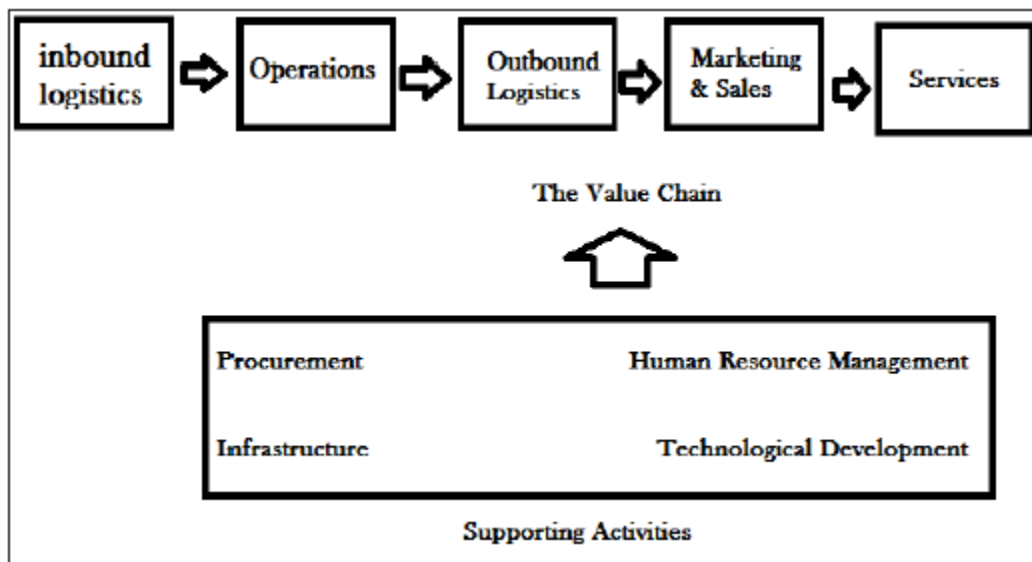 inbound
logistics
Operations
Outbound
Logistics
Marketing
& Sales
Services
The Value Chain
Procurement
Human Resource Management
Infrastructure
Technological Development
Supporting Activities